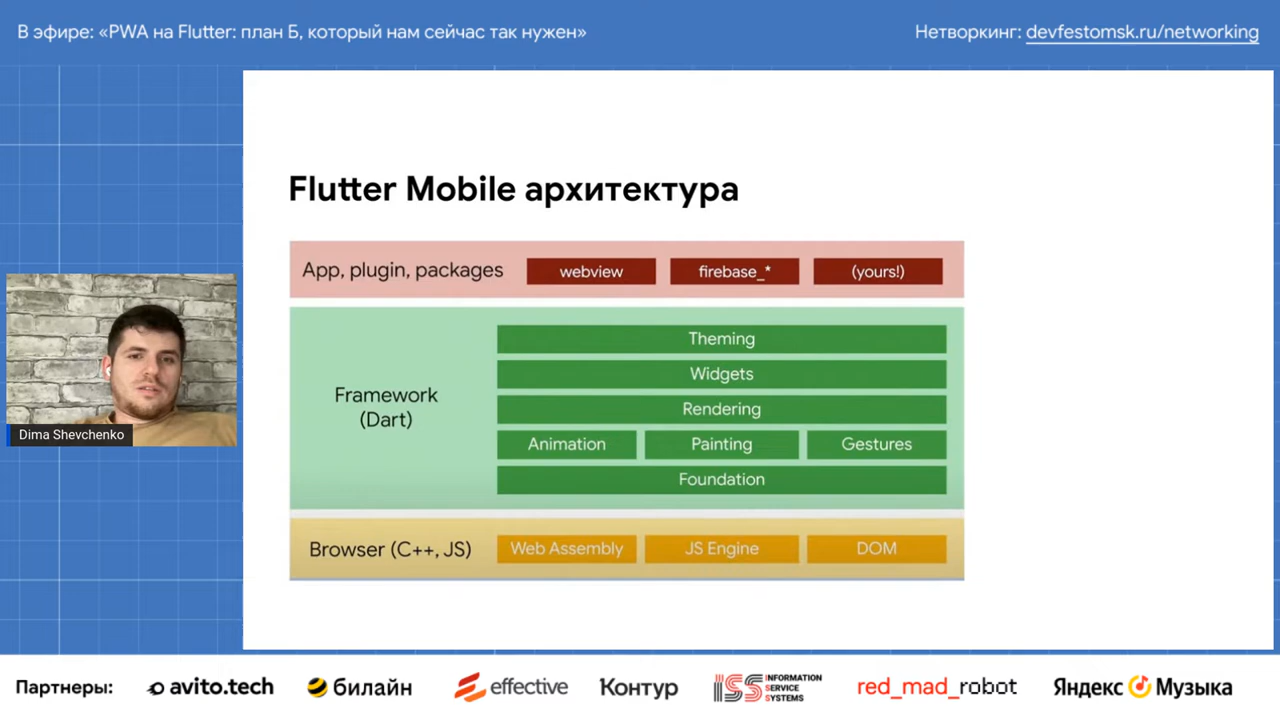 В эфире: «PWA на Flutter: план Б, который нам сейчас так нужен»
Нетворкинг: devfestomsk.ru/networking
Flutter Mobile архитектура
App, plugin, packages
webview
firebase_*
(yours!)
Framework
(Dart)
Theming
Widgets
Rendering
Animation
Painting
Gestures
Foundation
Browser (C++, JS)
Web Assembly
JS Engine
DOM
Dima Shevchenko
Партнеры:
avito.tech
билайн
effective
Контур
ISS
INFORMATION
SERVICE
SYSTEMS
red_mad_robot
Яндекс Музыка